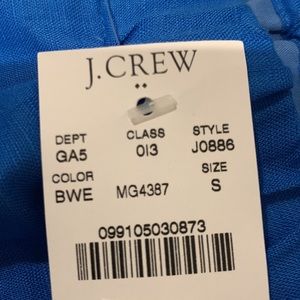 J.CREW
DEPT CLASS STYLE
GA5 013 J0886
COLOR SIZE
BWE MG4387 S
099105030873